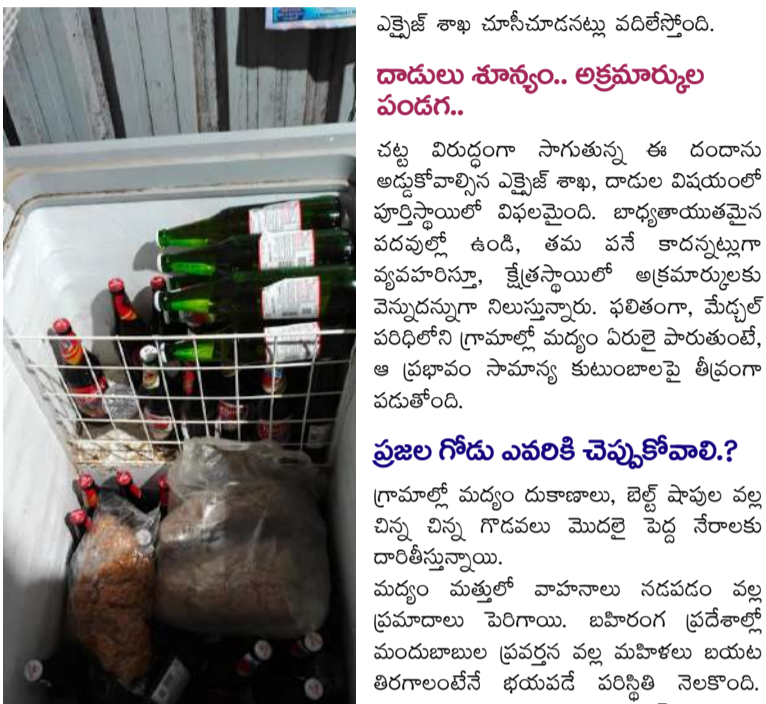 ఎక్సైజ్ శాఖ చూసీచూడనట్లు వదిలేస్తోంది.
దాడులు శూన్యం.. అక్రమార్కుల
పండగ..
చట్ట విరుద్ధంగా సాగుతున్న ఈ దందాను
అడ్డుకోవాల్సిన ఎక్సైజ్ శాఖ, దాడుల విషయంలో
పూర్తిస్థాయిలో విఫలమైంది. బాధ్యతాయుతమైన
పదవుల్లో ఉండి, తమ పనే కాదన్నట్లుగా
వ్యవహరిస్తూ, క్షేత్రస్థాయిలో అక్రమార్కులకు
వెన్నుదన్నుగా నిలుస్తున్నారు. ఫలితంగా, మేడ్చల్
పరిధిలోని గ్రామాల్లో మద్యం ఏరులై పారుతుంటే,
ఆ ప్రభావం సామాన్య కుటుంబాలపై తీవ్రంగా
పడుతోంది.
ప్రజల గోడు ఎవరికి చెప్పుకోవాలి.?
గ్రామాల్లో మద్యం దుకాణాలు, బెల్ట్ షాపుల వల్ల
చిన్న చిన్న గొడవలు మొదలై పెద్ద నేరాలకు
దారితీస్తున్నాయి.
మద్యం మత్తులో వాహనాలు నడపడం వల్ల
ప్రమాదాలు పెరిగాయి. బహిరంగ ప్రదేశాల్లో
మందుబాబుల ప్రవర్తన వల్ల మహిళలు బయట
తిరగాలంటేనే భయపడే పరిస్థితి నెలకొంది.